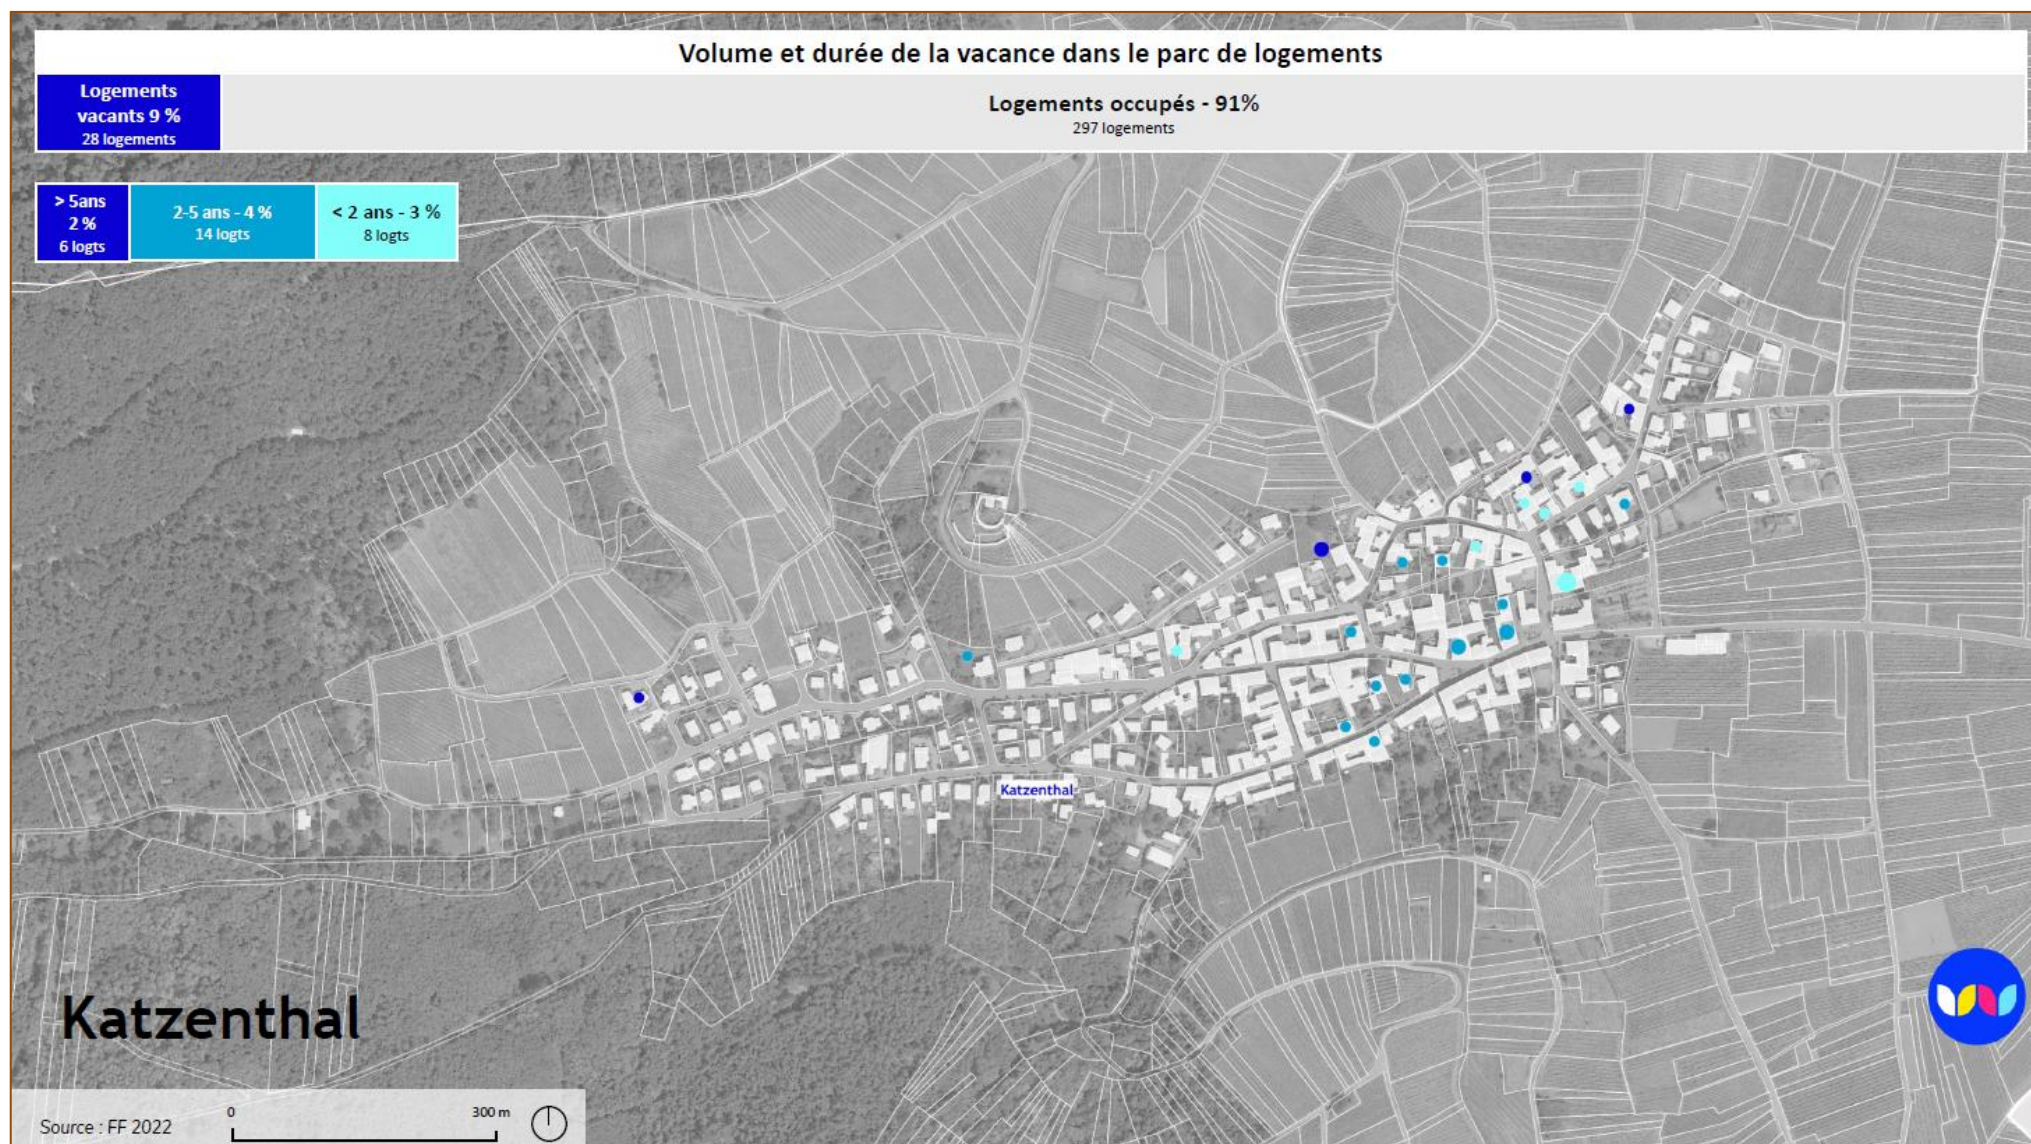 Volume et durée de la vacance dans le parc de logements
Logements
vacants 9 %
28 logements
Logements occupés - 91%
297 logements
> 5ans
2 %
6 logts
2-5 ans - 4 %
14 logts
< 2 ans - 3 %
8 logts
Katzenthal
Katzenthal
Source : FF 2022
0
300 m